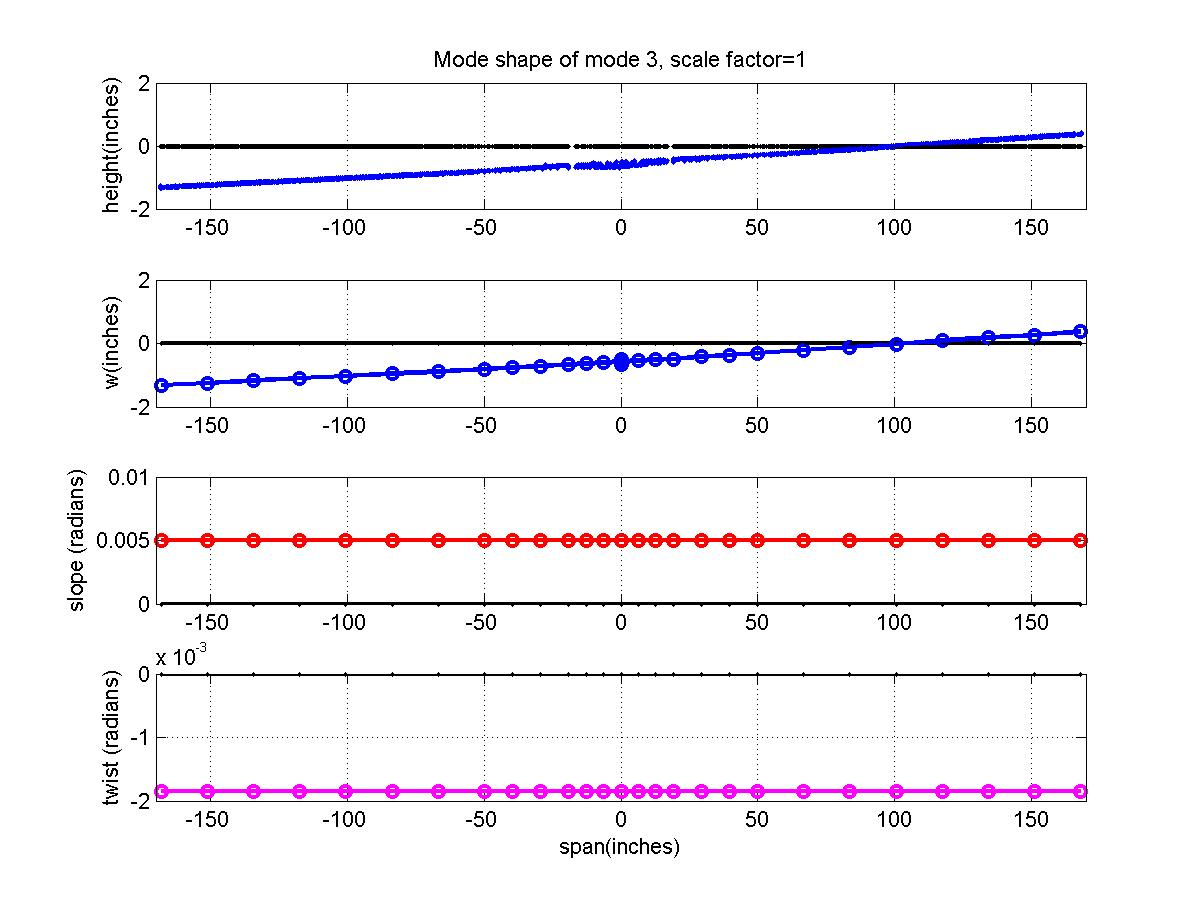 Mode shape of mode 3, scale factor=1
height(inches)
2
0
-2
-150 -100 -50 0 50 100 150
w(inches)
2
0
-2
-150 -100 -50 0 50 100 150
slope (radians)
0.01
0.005
0
-150 -100 -50 0 50 100 150
x 10-3
twist (radians)
0
-1
-2
-150 -100 -50 0 50 100 150
span(inches)